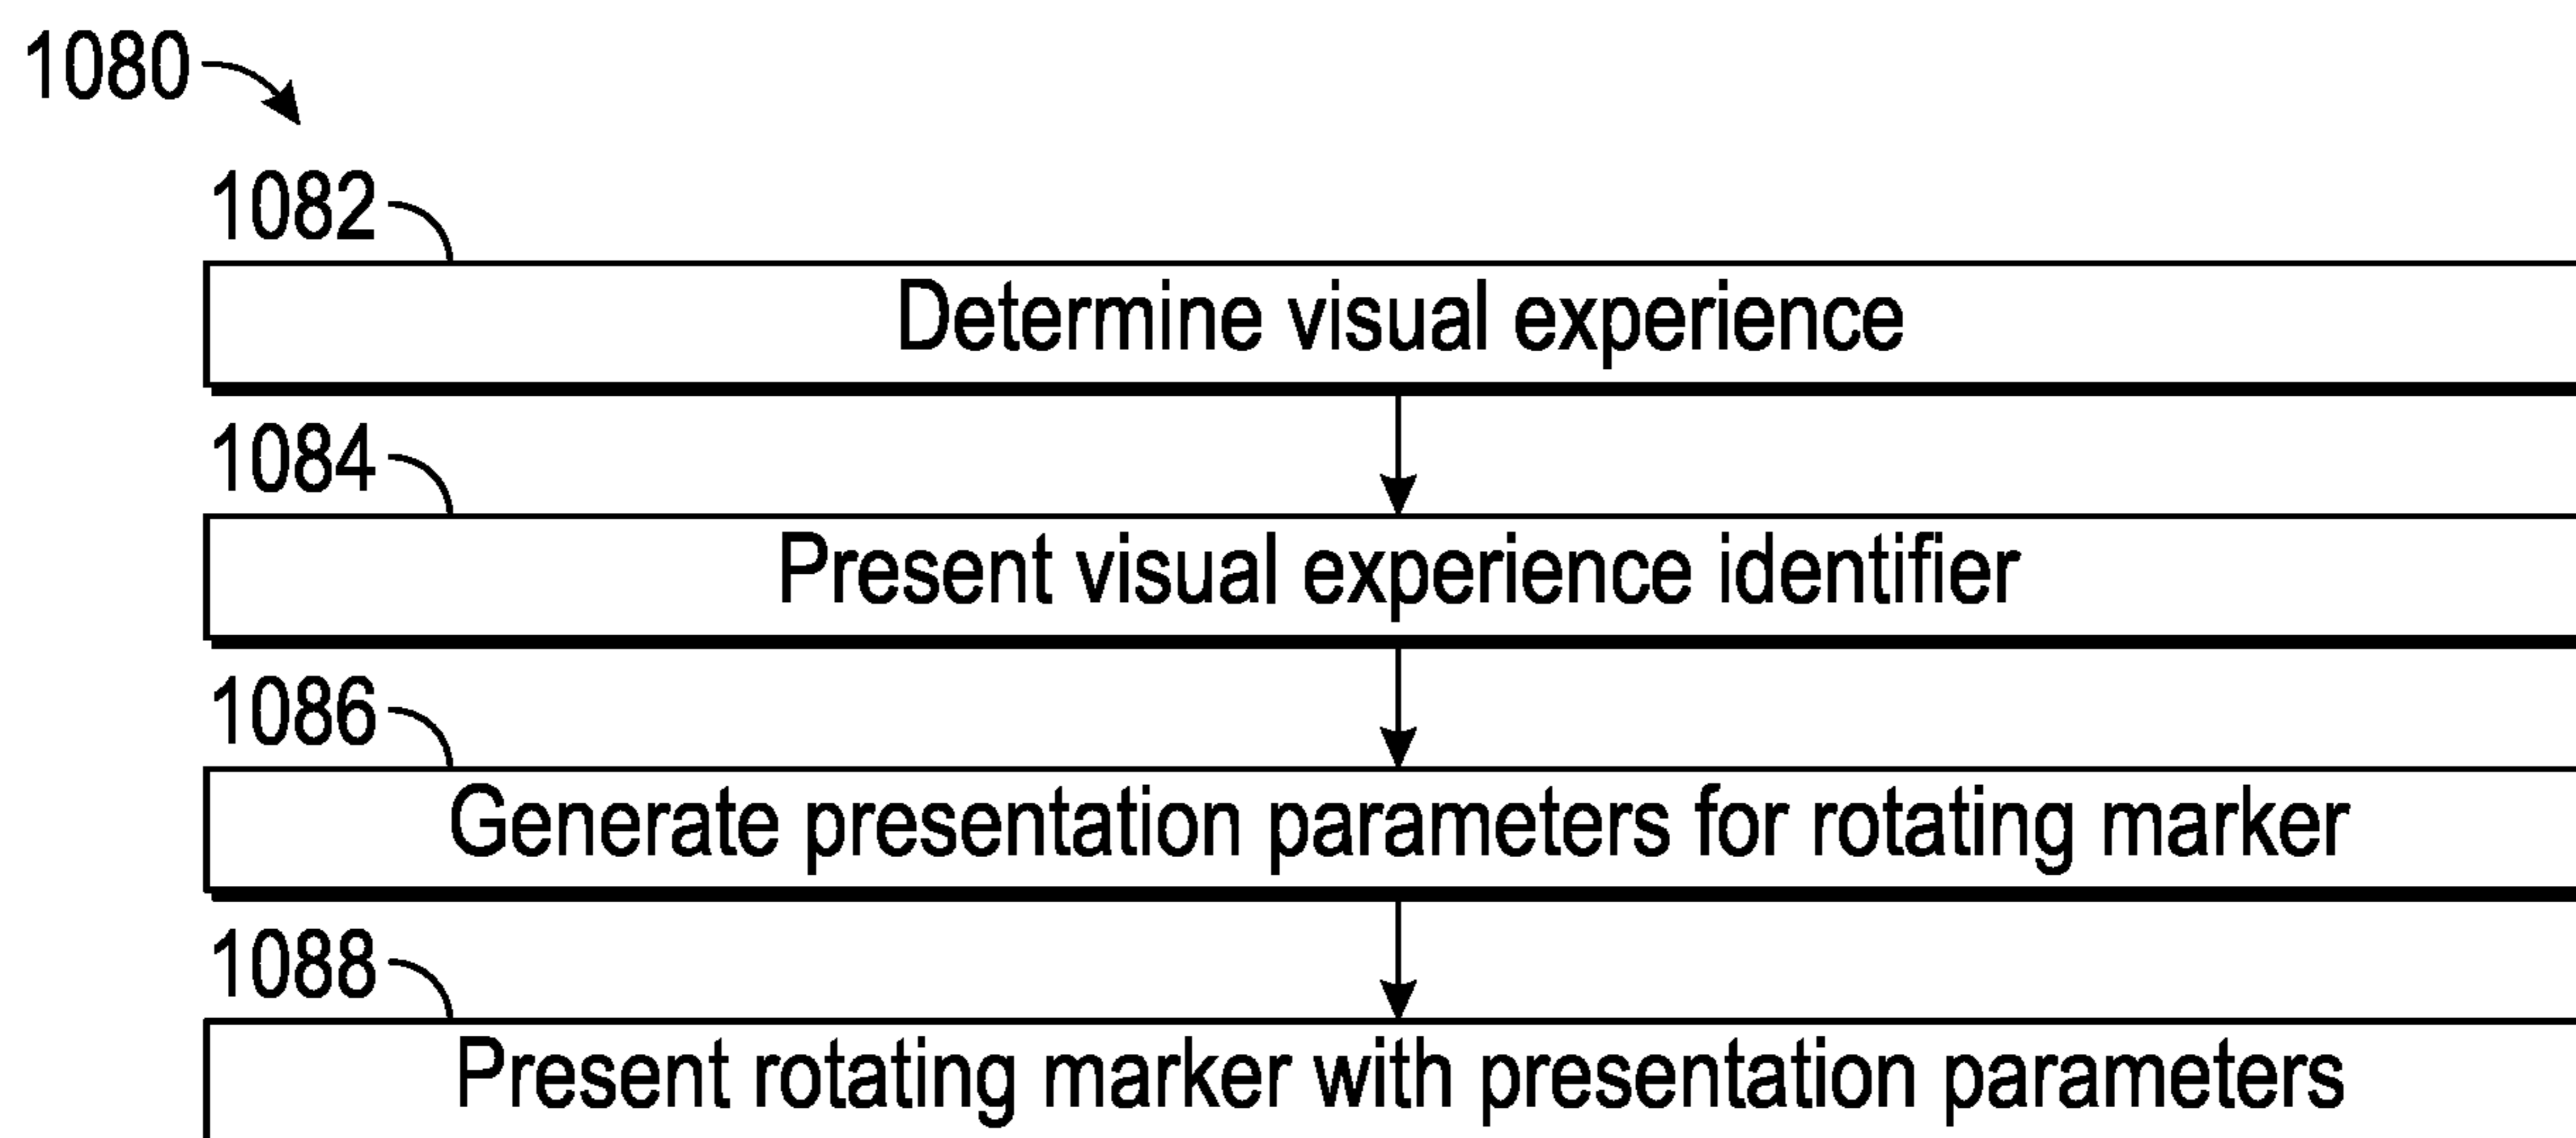 1080
1082
Determine visual experience
1084
Present visual experience identifier
1086
Generate presentation parameters for rotating marker
1088
Present rotating marker with presentation parameters